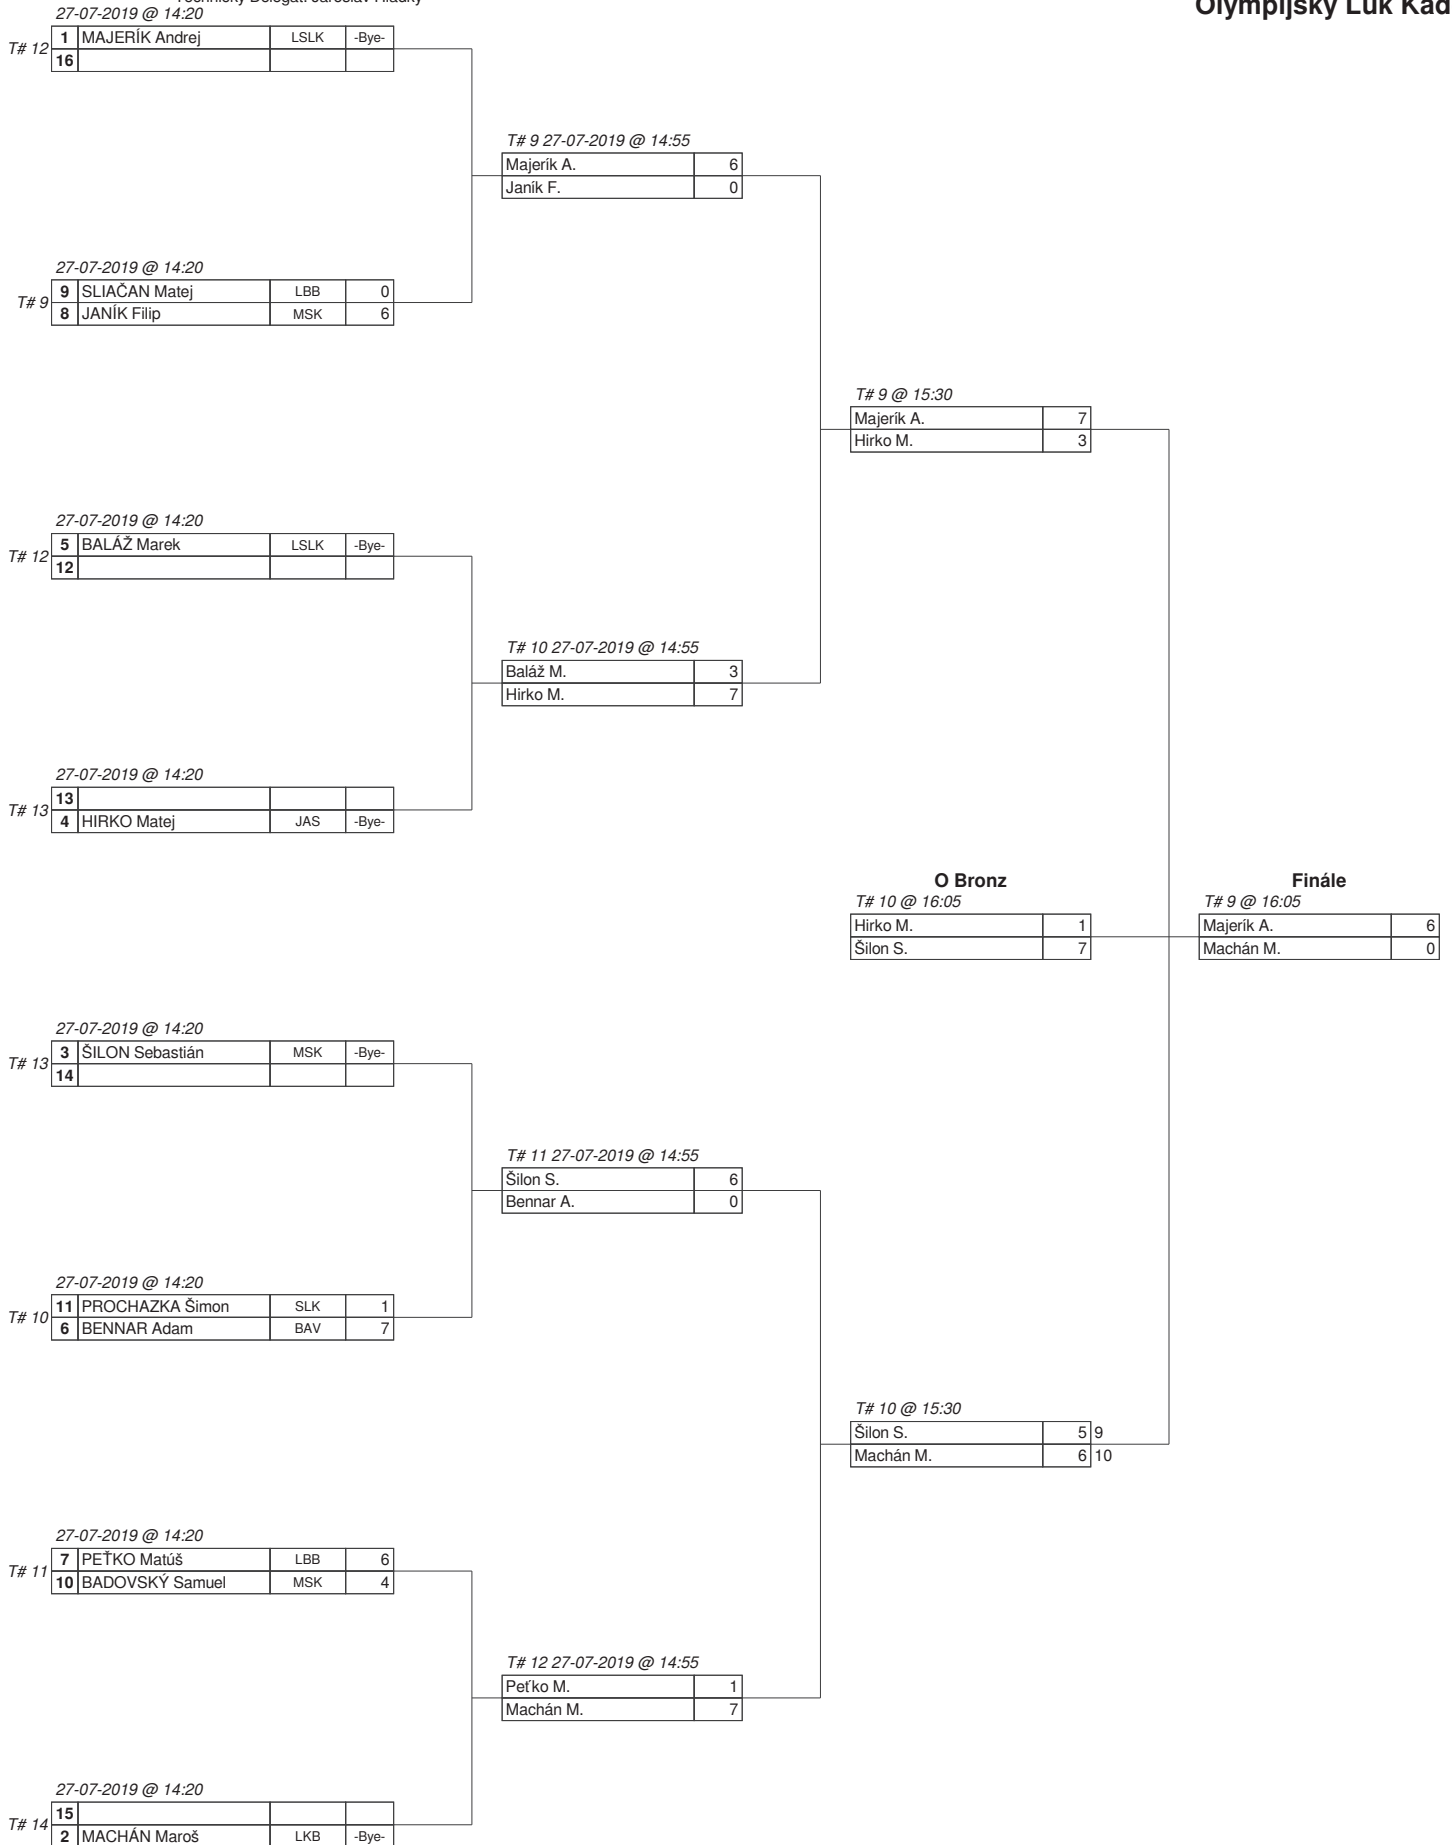 27-07-2019 @ 14:20
T# 12
1 MAJERÍK Andrej LSLK -Bye-
16
T# 9 27-07-2019 @ 14:55
Majerík A. 6
Janík F. 0
27-07-2019 @ 14:20
T# 9
9 SLIAČAN Matej LBB 0
8 JANÍK Filip MSK 6
T# 9 @ 15:30
Majerík A. 7
Hirko M. 3
27-07-2019 @ 14:20
T# 12
5 BALÁŽ Marek LSLK -Bye-
12
T# 10 27-07-2019 @ 14:55
Baláž M. 3
Hirko M. 7
27-07-2019 @ 14:20
T# 13
13
4 HIRKO Matej JAS -Bye-
O Bronz
T# 10 @ 16:05
Hirko M. 1
Šilon S. 7
Finále
T# 9 @ 16:05
Majerík A. 6
Machán M. 0
27-07-2019 @ 14:20
T# 13
3 ŠILON Sebastián MSK -Bye-
14
T# 11 27-07-2019 @ 14:55
Šilon S. 6
Bennar A. 0
27-07-2019 @ 14:20
T# 10
11 PROCHAZKA Šimon SLK 1
6 BENNAR Adam BAV 7
T# 10 @ 15:30
Šilon S. 5 9
Machán M. 6 10
27-07-2019 @ 14:20
T# 11
7 PEŤKO Matúš LBB 6
10 BADOVSKÝ Samuel MSK 4
T# 12 27-07-2019 @ 14:55
Peťko M. 1
Machán M. 7
27-07-2019 @ 14:20
T# 14
15
2 MACHÁN Maroš LKB -Bye-